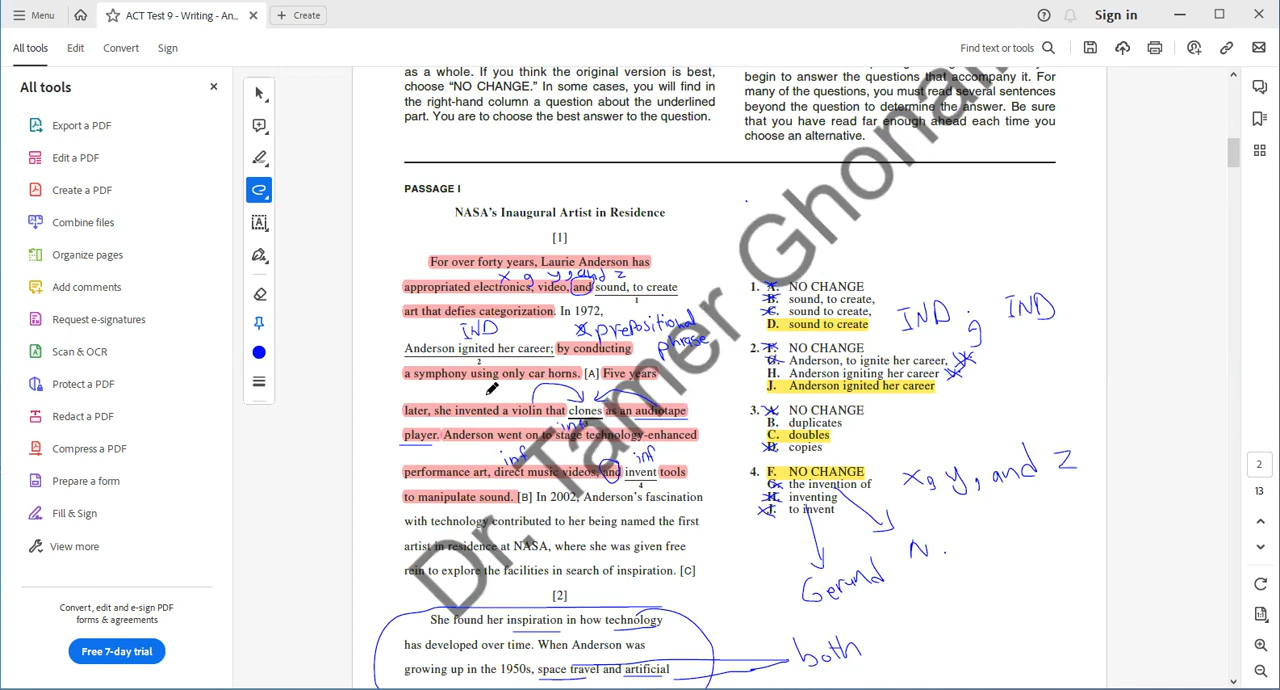 Menu
ACT Test 9 - Writing - An...
Create
Sign in
All tools
Edit
Convert
Sign
Find text or tools
All tools
Export a PDF
Edit a PDF
Create a PDF
Combine files
Organize pages
Add comments
Request e-signatures
Scan & OCR
Protect a PDF
Redact a PDF
Compress a PDF
Prepare a form
Fill & Sign
View more
Convert, edit and e-sign PDF
forms & agreements
Free 7-day trial
as a whole. If you think the original version is best,
choose “NO CHANGE.” In some cases, you will find in
the right-hand column a question about the underlined
part. You are to choose the best answer to the question.
begin to answer the questions that accompany it. For
many of the questions, you must read several sentences
beyond the question to determine the answer. Be sure
that you have read far enough ahead each time you
choose an alternative.
PASSAGE I
NASA’s Inaugural Artist in Residence
[1]
For over forty years, Laurie Anderson has
x, y, and z
appropriated electronics, video, and sound, to create
1
art that defies categorization. In 1972,
IND
prepositional
phrase
Anderson ignited her career; by conducting
2
a symphony using only car horns. [A] Five years
later, she invented a violin that clones as an audiotape
3
inf
player. Anderson went on to stage technology-enhanced
inf
inf
performance art, direct music videos, and invent tools
4
to manipulate sound. [B] In 2002, Anderson’s fascination
with technology contributed to her being named the first
artist in residence at NASA, where she was given free
rein to explore the facilities in search of inspiration. [C]
[2]
She found her inspiration in how technology
has developed over time. When Anderson was
growing up in the 1950s, space travel and artificial
both
1. A. NO CHANGE
B. sound, to create,
C. sound to create,
D. sound to create
IND ; IND
2. F. NO CHANGE
G. Anderson, to ignite her career,
H. Anderson igniting her career
J. Anderson ignited her career
3. A. NO CHANGE
B. duplicates
C. doubles
D. copies
4. F. NO CHANGE
G. the invention of
H. inventing
J. to invent
x, y, and z
N.
Gerund
Dr. Tamer Ghonaim
2
13